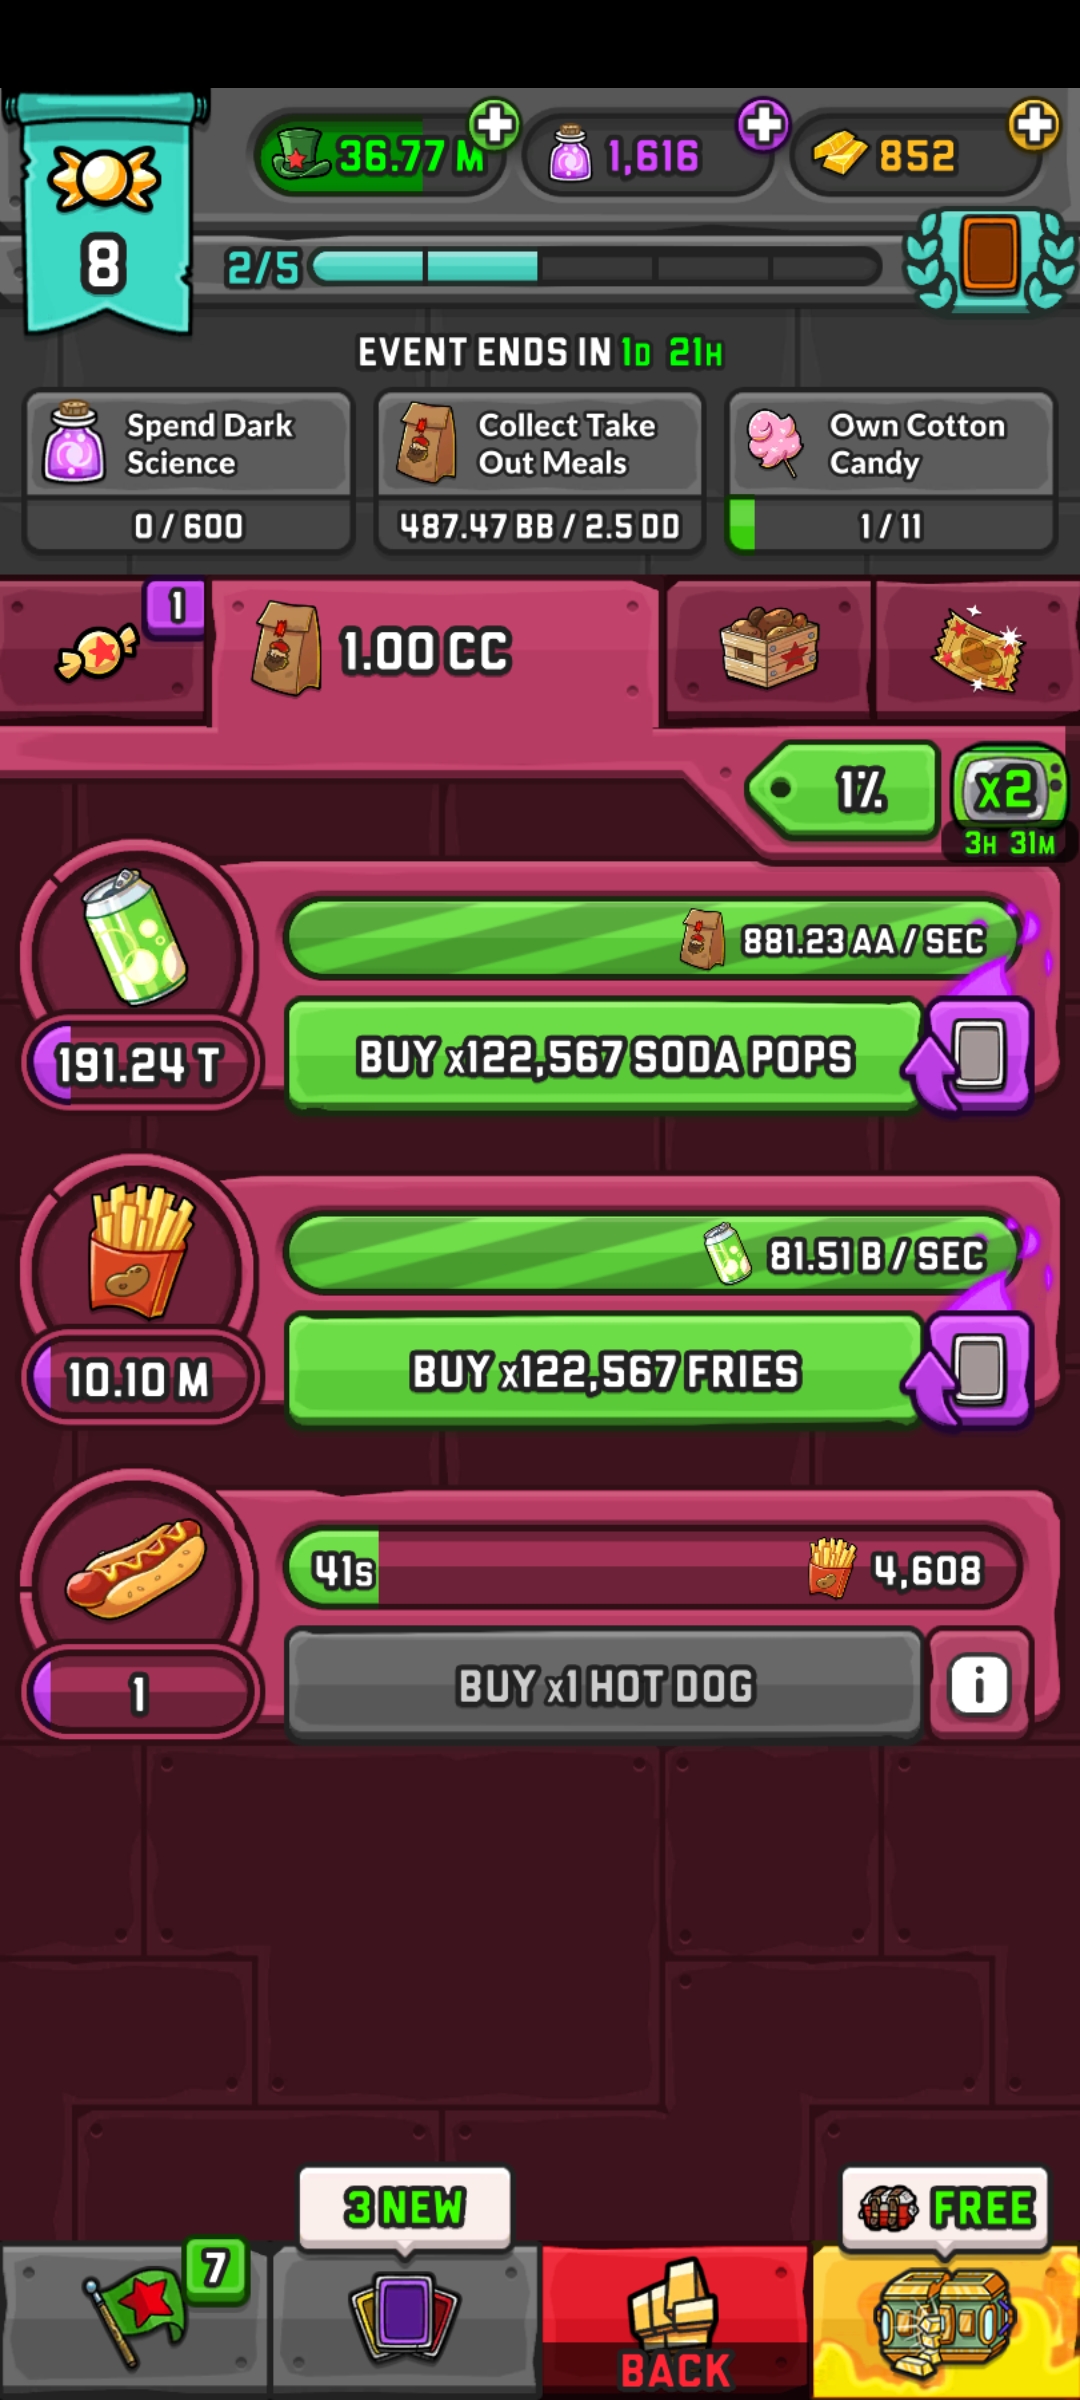 36.77 M
1,616
852
8
2/5
EVENT ENDS IN 1D 21H
Spend Dark
Science
0 / 600
Collect Take
Out Meals
487.47 BB / 2.5 DD
Own Cotton
Candy
1 / 11
1
1.00 CC
1%
x2
3H 31M
881.23 AA / SEC
191.24 T
BUY x122,567 SODA POPS
81.51 B / SEC
10.10 M
BUY x122,567 FRIES
41s
4,608
1
BUY x1 HOT DOG
i
3 NEW
FREE
7
BACK